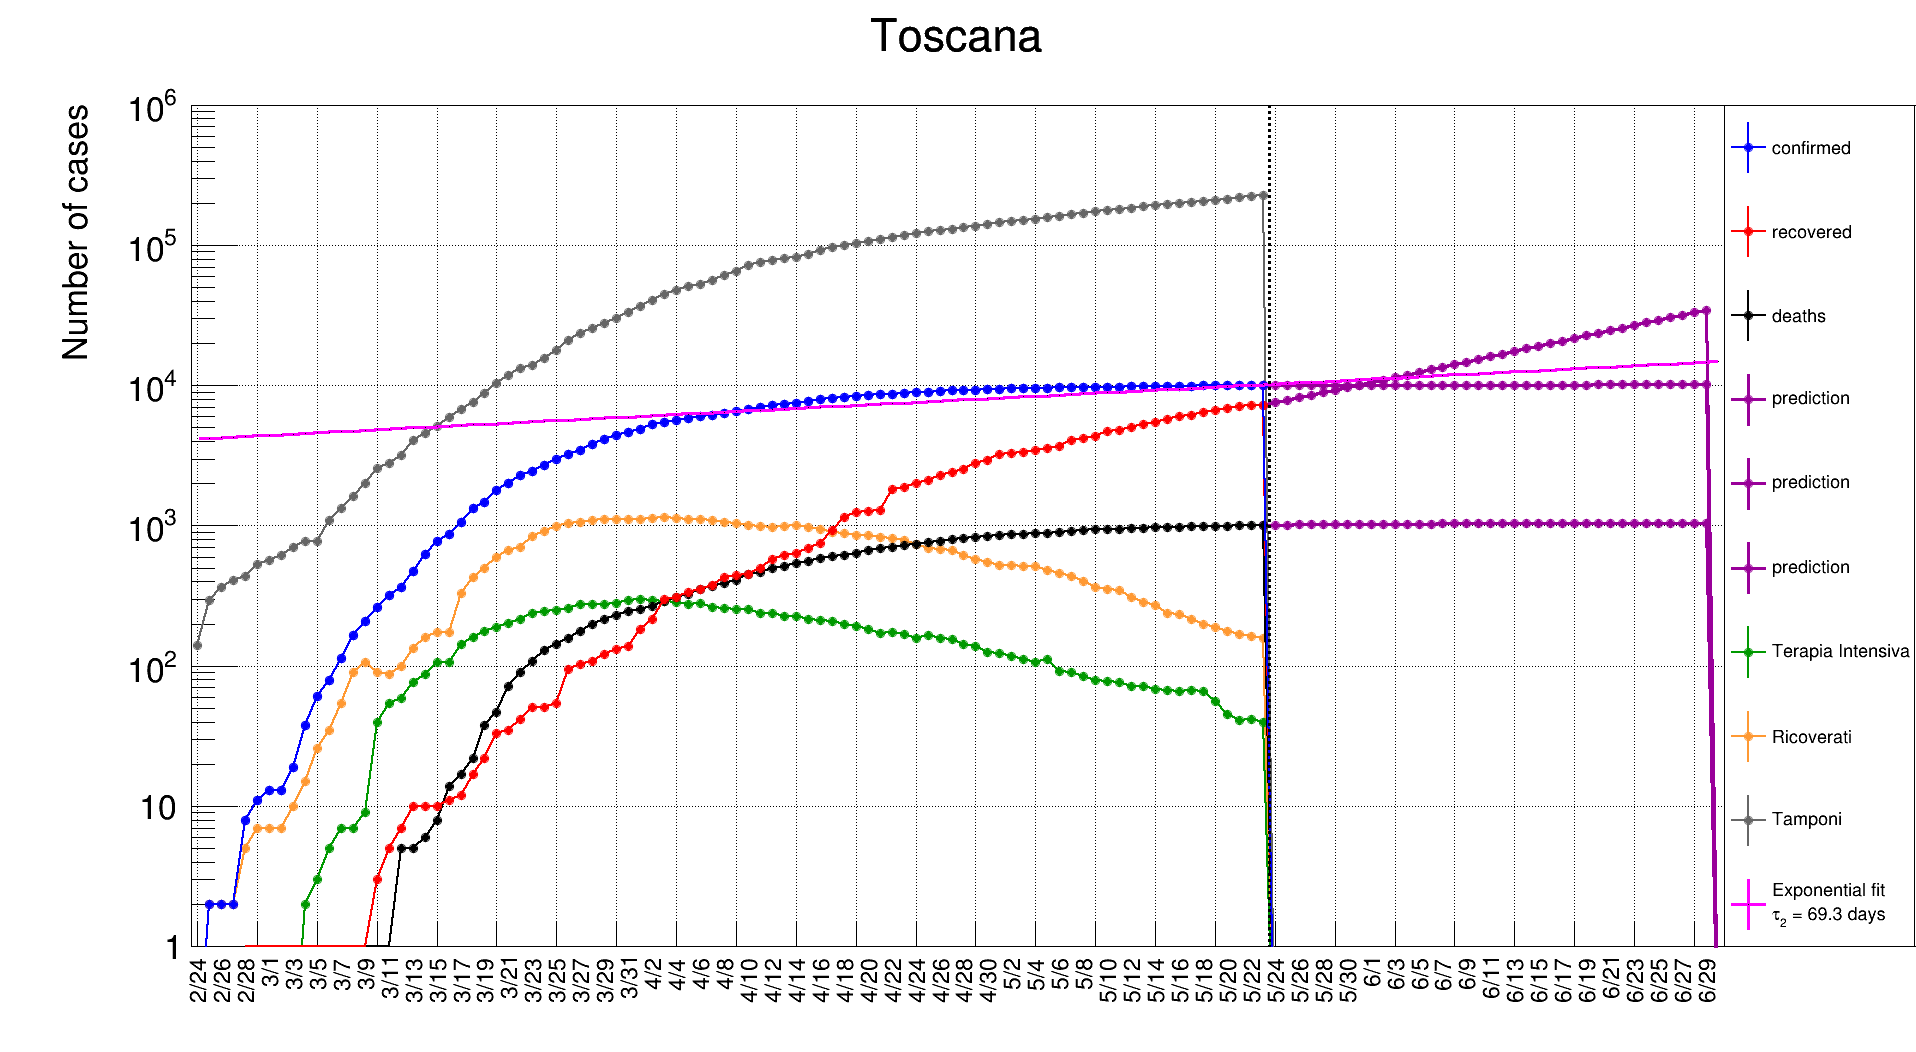 Toscana
Number of cases
10^6
10^5
10^4
10^3
10^2
10
1
2/24 2/26 2/28 3/1 3/3 3/5 3/7 3/9 3/11 3/13 3/15 3/17 3/19 3/21 3/23 3/25 3/27 3/29 3/31 4/2 4/4 4/6 4/8 4/10 4/12 4/14 4/16 4/18 4/20 4/22 4/24 4/26 4/28 4/30 5/2 5/4 5/6 5/8 5/10 5/12 5/14 5/16 5/18 5/20 5/22 5/24 5/26 5/28 5/30 6/1 6/3 6/5 6/7 6/9 6/11 6/13 6/15 6/17 6/19 6/21 6/23 6/25 6/27 6/29
confirmed
recovered
deaths
prediction
prediction
prediction
Terapia Intensiva
Ricoverati
Tamponi
Exponential fit
τ₂ = 69.3 days